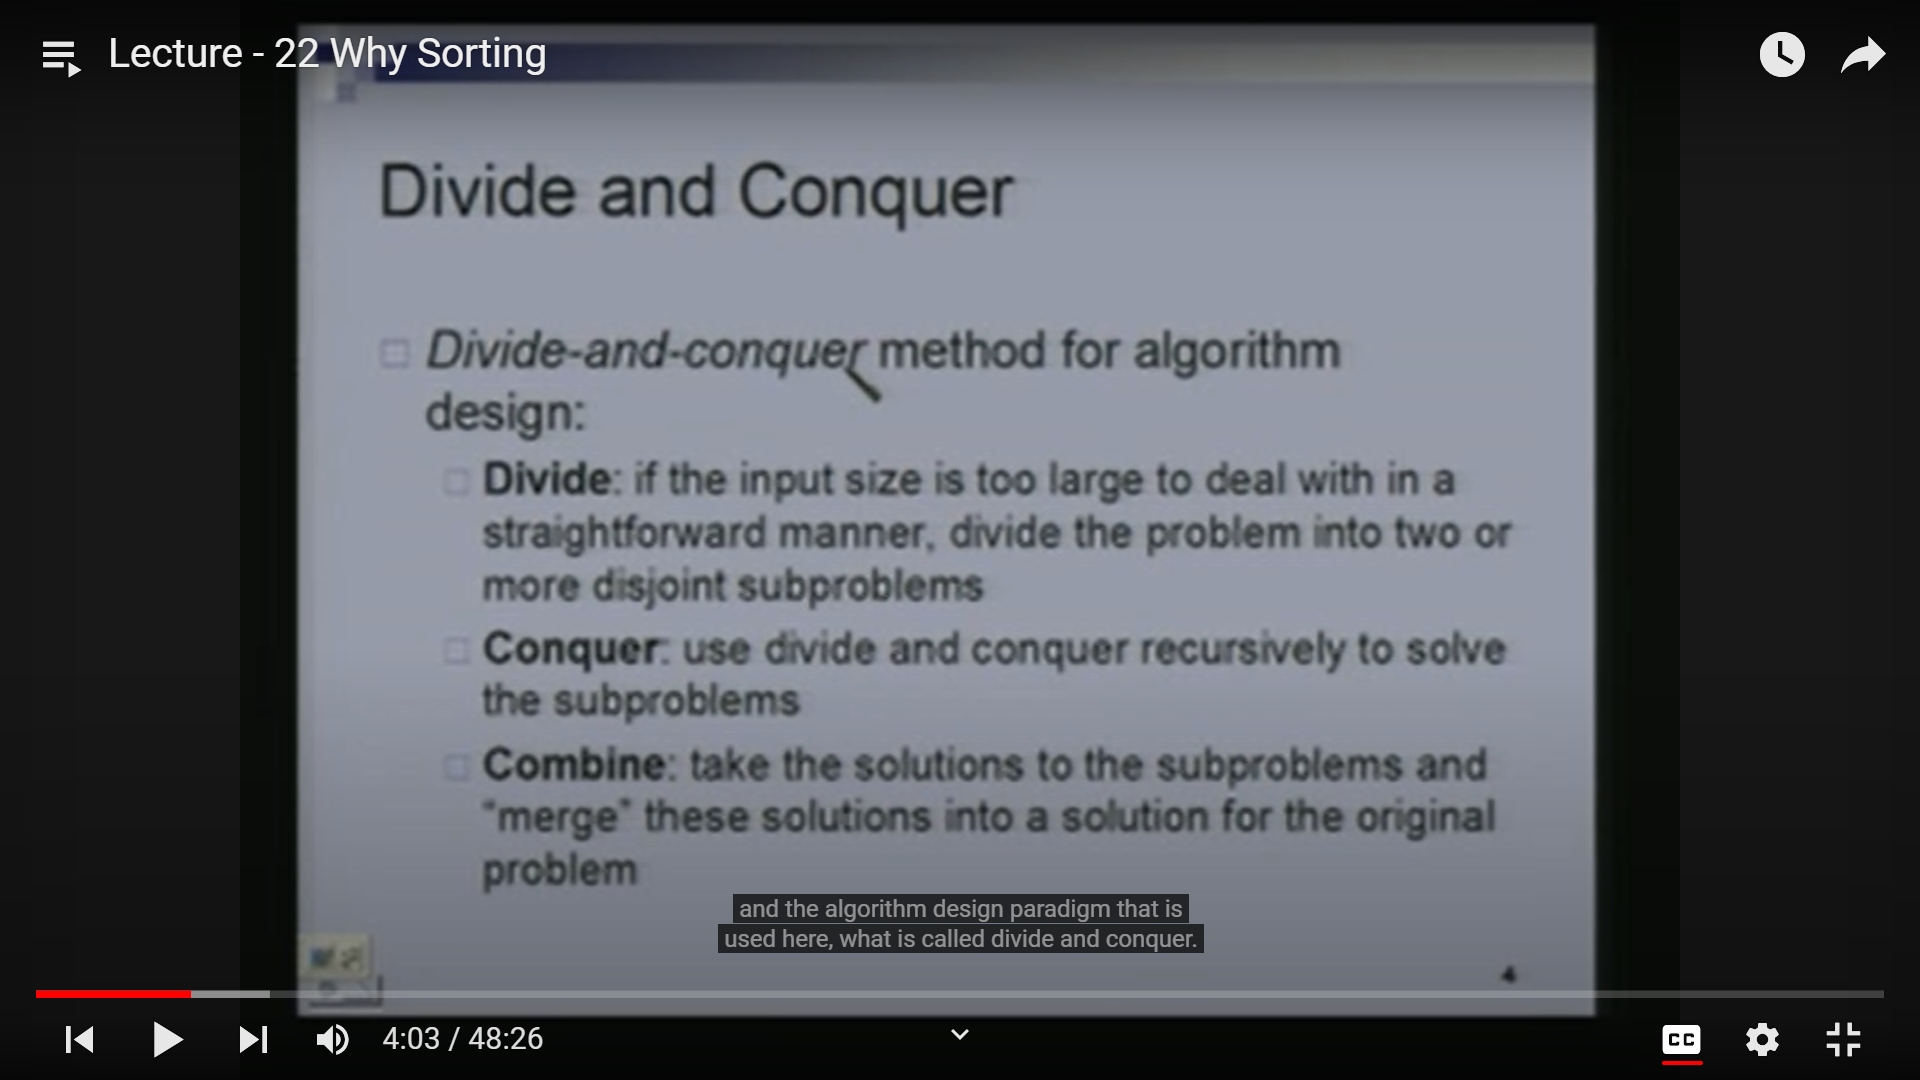 Lecture - 22 Why Sorting
Divide and Conquer
Divide-and-conquer method for algorithm
design:
Divide: if the input size is too large to deal with in a
straightforward manner, divide the problem into two or
more disjoint subproblems
Conquer: use divide and conquer recursively to solve
the subproblems
Combine: take the solutions to the subproblems and
“merge” these solutions into a solution for the original
problem
and the algorithm design paradigm that is
used here, what is called divide and conquer.
4
4:03 / 48:26
CC